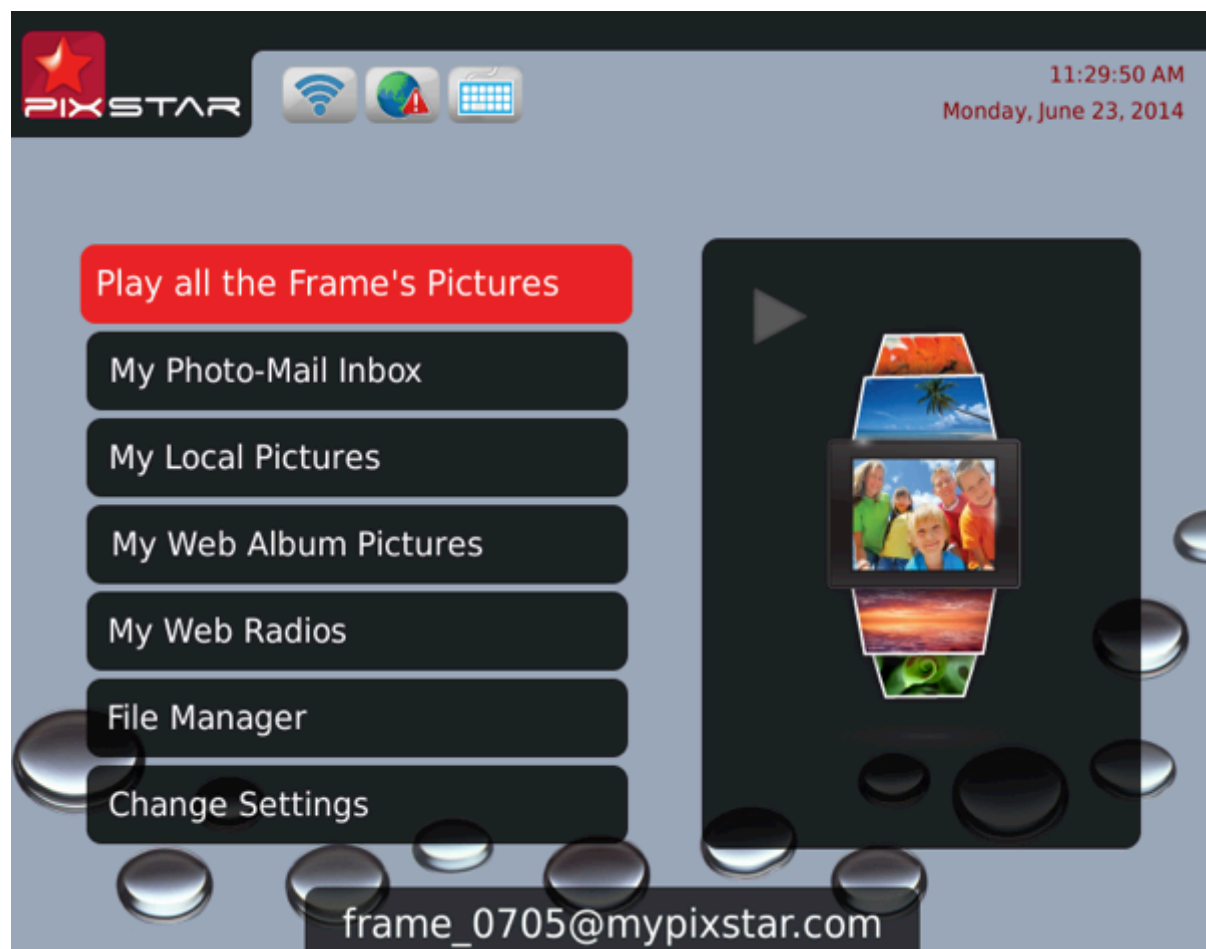 PIXSTAR
11:29:50 AM
Monday, June 23, 2014
Play all the Frame's Pictures
My Photo-Mail Inbox
My Local Pictures
My Web Album Pictures
My Web Radios
File Manager
Change Settings
frame_0705@mypixstar.com